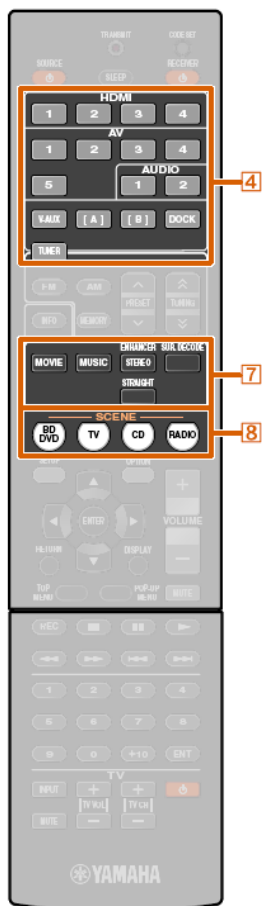 TRANSMIT CODE SET
SOURCE RECEIVER
SLEEP
HDMI
1 2 3 4
AV
1 2 3 4
AUDIO
5 1 2
V-AUX [ A ] [ B ] DOCK
TUNER
4
FM AM PRESET TUNING
INFO MEMORY
ENHANCER SUR. DECODE
MOVIE MUSIC STEREO
STRAIGHT
7
SCENE
BD
DVD TV CD RADIO
8
SETUP OPTION
ENTER VOLUME
RETURN DISPLAY
TOP
MENU POP-UP
MENU MUTE
REC
1 2 3 4
5 6 7 8
9 0 +10 ENT
TV
INPUT TV VOL TV CH
MUTE
YAMAHA